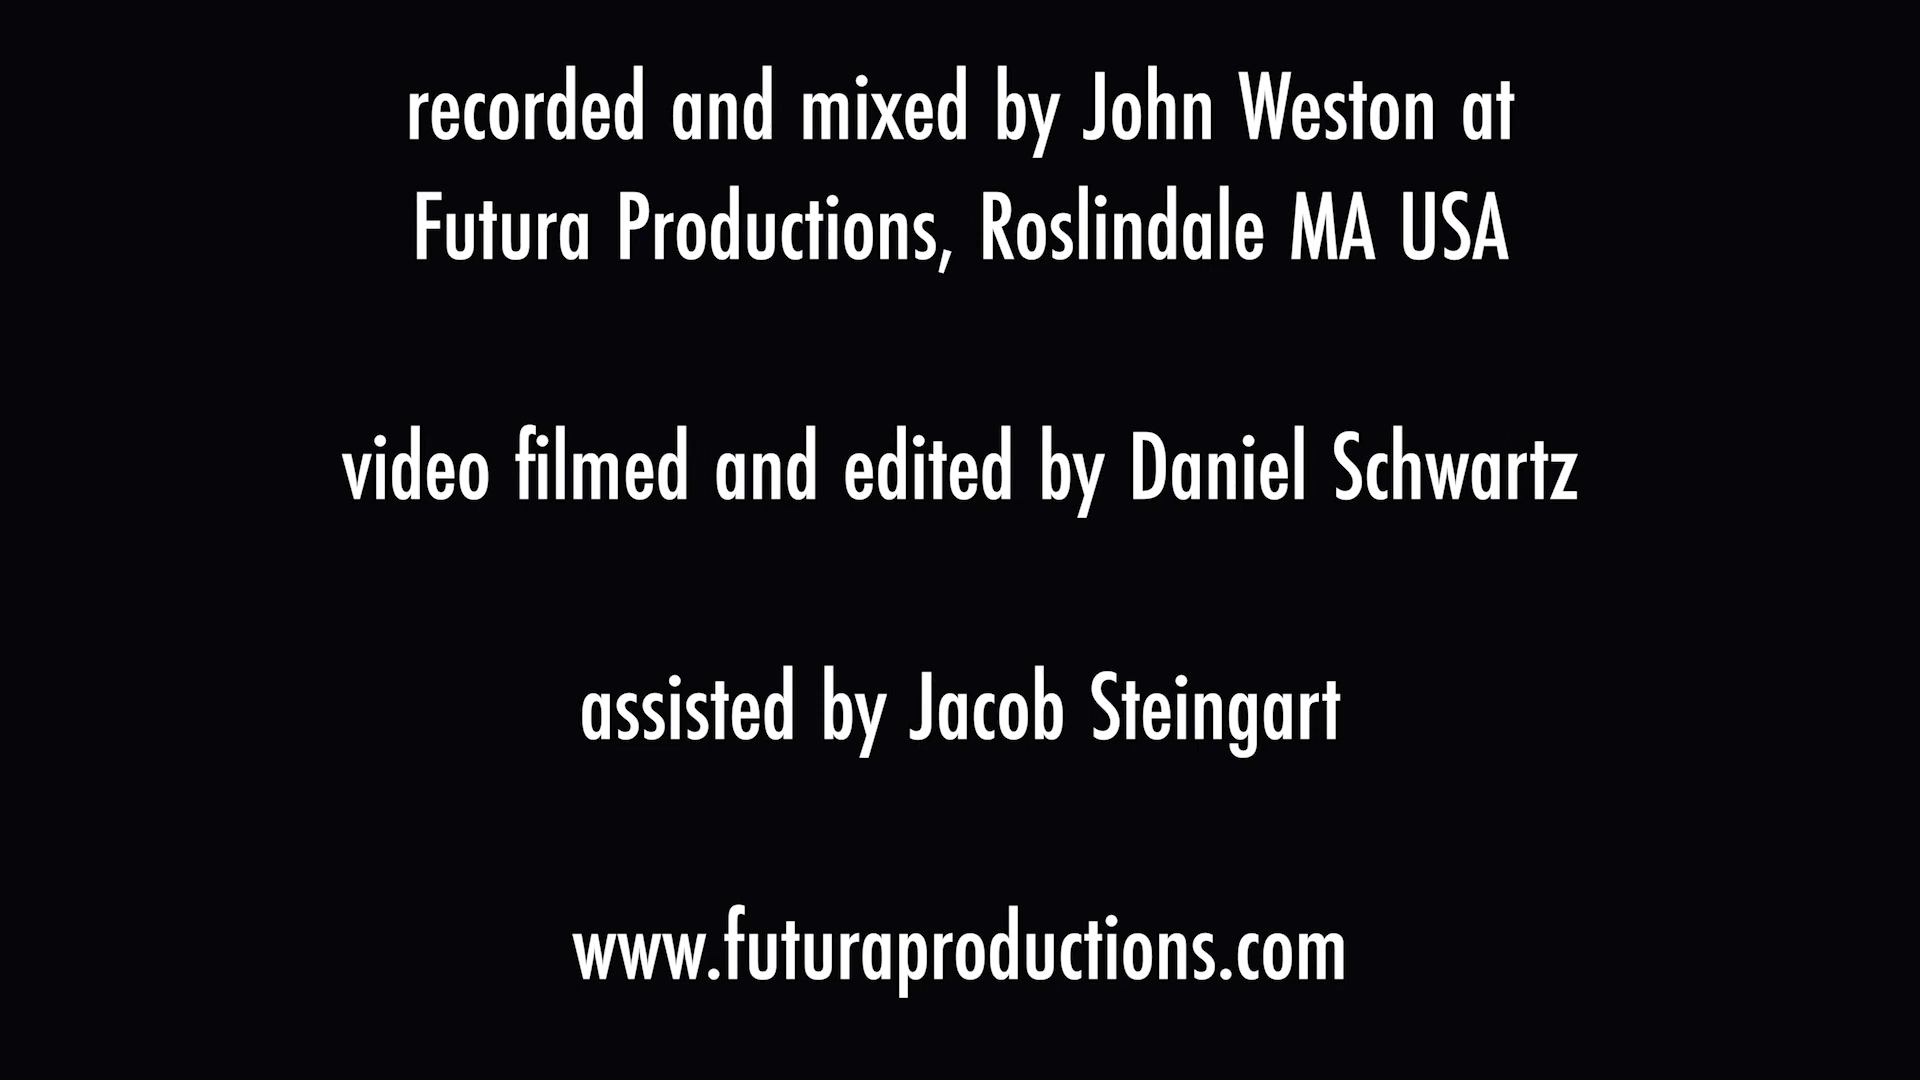 recorded and mixed by John Weston at
Futura Productions, Roslindale MA USA
video filmed and edited by Daniel Schwartz
assisted by Jacob Steingart
www.futuraproductions.com